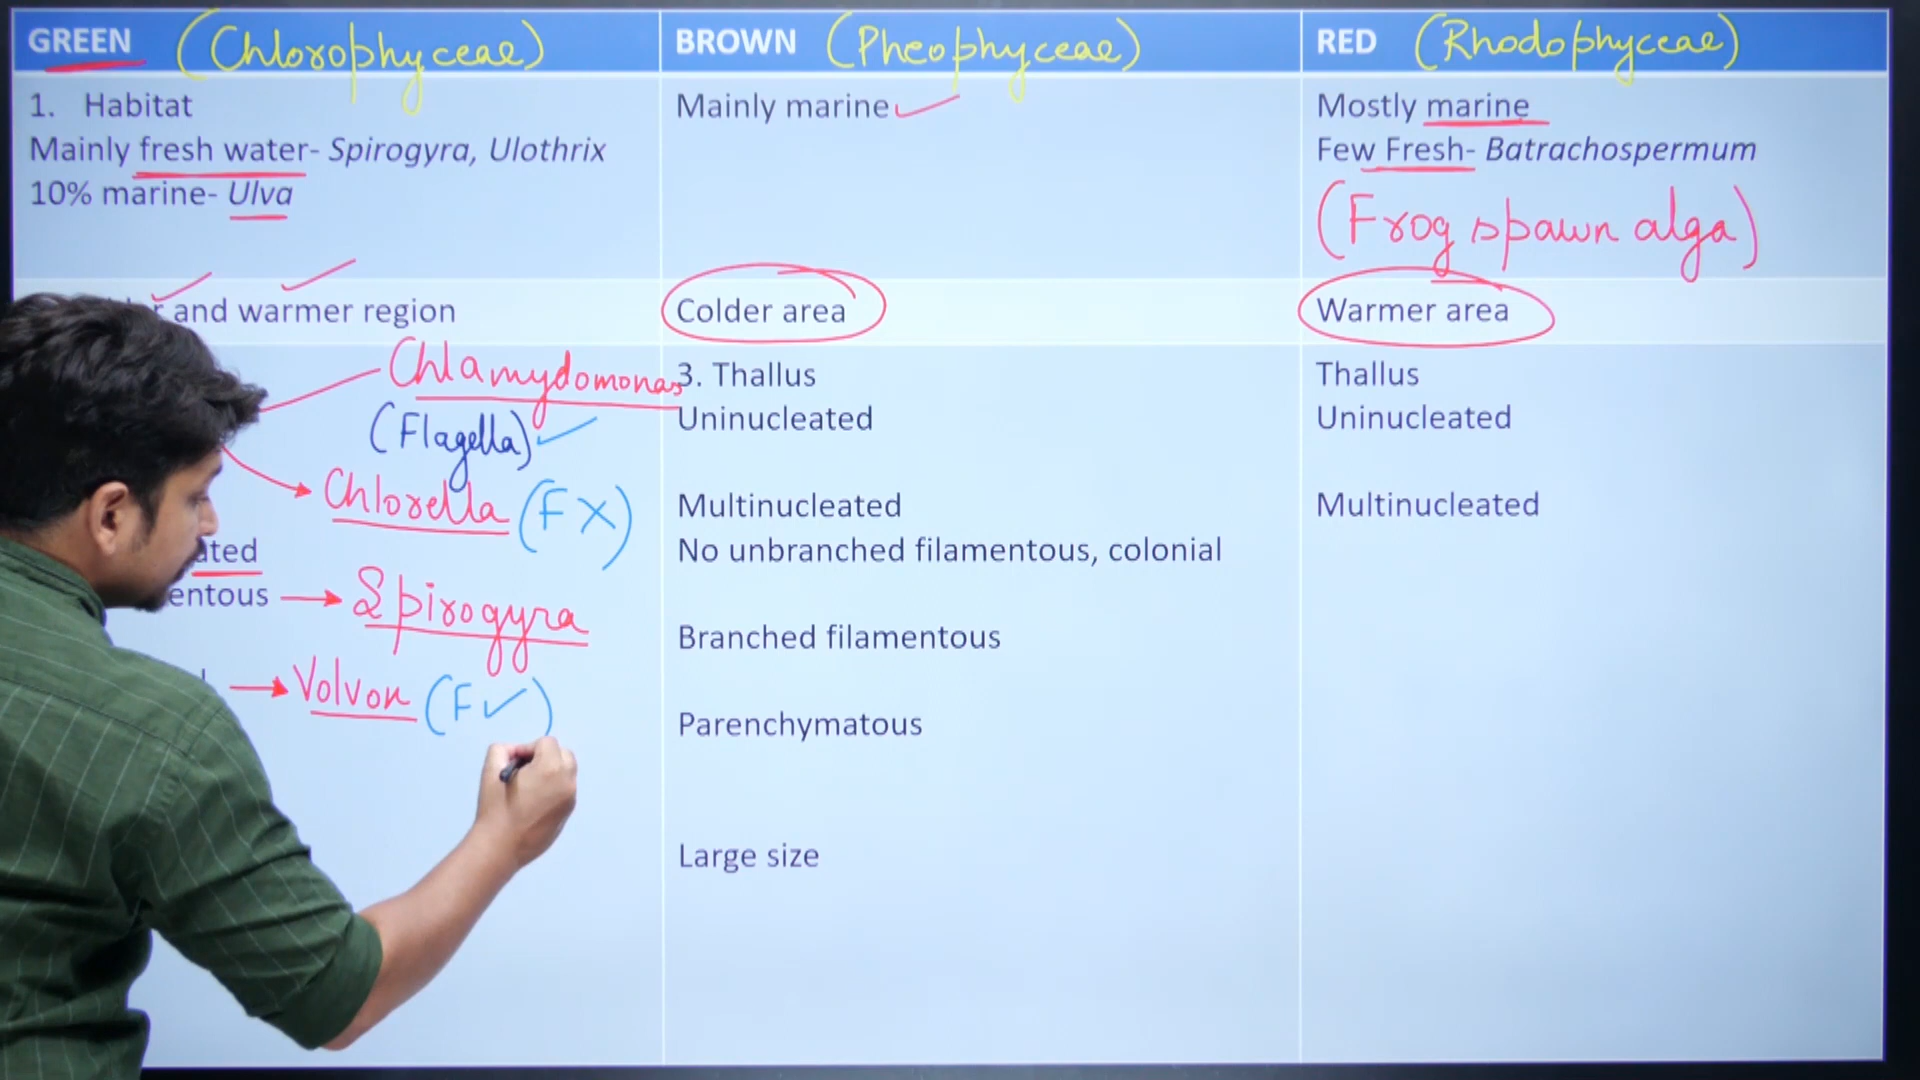 GREEN (Chlorophyceae)
BROWN (Pheophyceae)
RED (Rhodophyceae)
1. Habitat
Mainly fresh water- Spirogyra, Ulothrix
10% marine- Ulva
Mainly marine
Mostly marine
Few Fresh- Batrachospermum
(Frog spawn alga)
and warmer region
Colder area
Warmer area
Chlamydomonas
(Flagella)
Chlorella (F X)
Spirogyra
Volvox (F ✓)
3. Thallus
Uninucleated
Multinucleated
No unbranched filamentous, colonial
Branched filamentous
Parenchymatous
Large size
Thallus
Uninucleated
Multinucleated